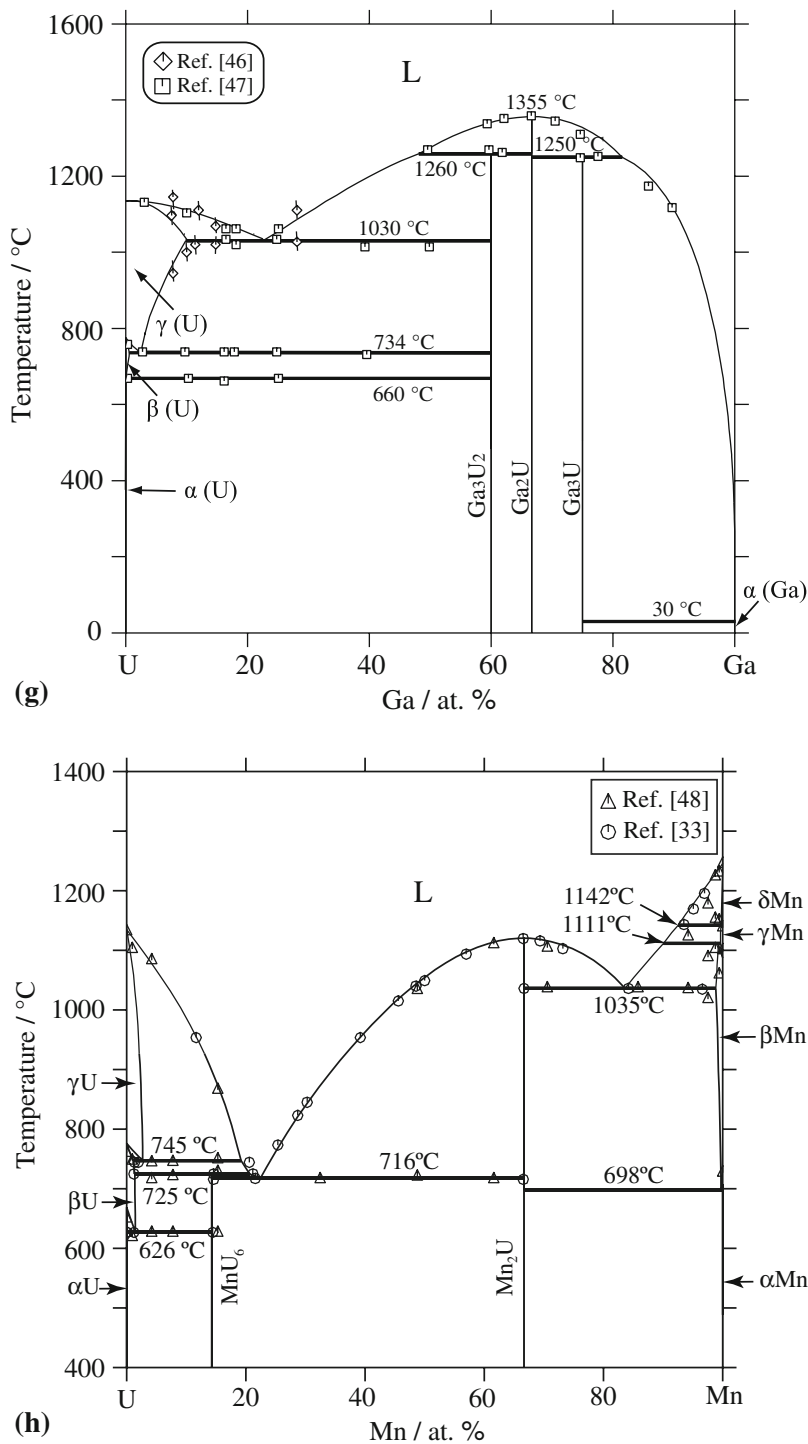 1600
Ref. [46]
Ref. [47]
L
1355 °C
1250 °C
1260 °C
1200
1030 °C
Temperature / °C
γ (U)
800
734 °C
β (U)
660 °C
400
α (U)
Ga3U2
Ga2U
Ga3U
30 °C
α (Ga)
0
U
20
40
60
80
Ga
(g)
Ga / at. %
1400
Ref. [48]
Ref. [33]
L
1200
1142ºC
1111ºC
δMn
γMn
1000
1035ºC
βMn
Temperature / °C
γU
800
745 ºC
716ºC
698ºC
725 ºC
βU
626 ºC
600
αU
MnU6
Mn2U
αMn
400
U
20
40
60
80
Mn
(h)
Mn / at. %